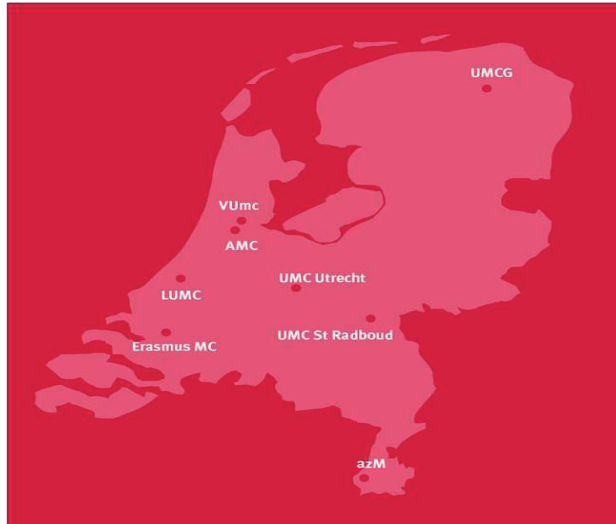 UMCG
VUmc
AMC
UMC Utrecht
LUMC
UMC St Radboud
Erasmus MC
azM